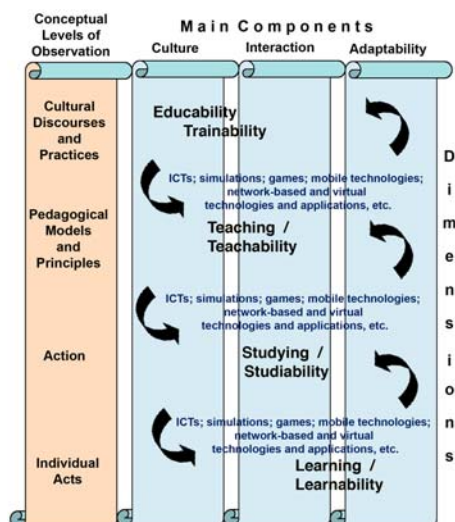 Conceptual
Levels of
Observation
Main Components
Culture
Interaction
Adaptability
Cultural
Discourses
and
Practices
Educability
Trainability
ICTs; simulations; games; mobile technologies;
network-based and virtual
technologies and applications, etc.
Pedagogical
Models
and
Principles
Teaching /
Teachability
ICTs; simulations; games; mobile technologies;
network-based and virtual
technologies and applications, etc.
Action
Studying /
Studiability
ICTs; simulations; games; mobile technologies;
network-based and virtual
technologies and applications, etc.
Individual
Acts
Learning /
Learnability
Dimensions